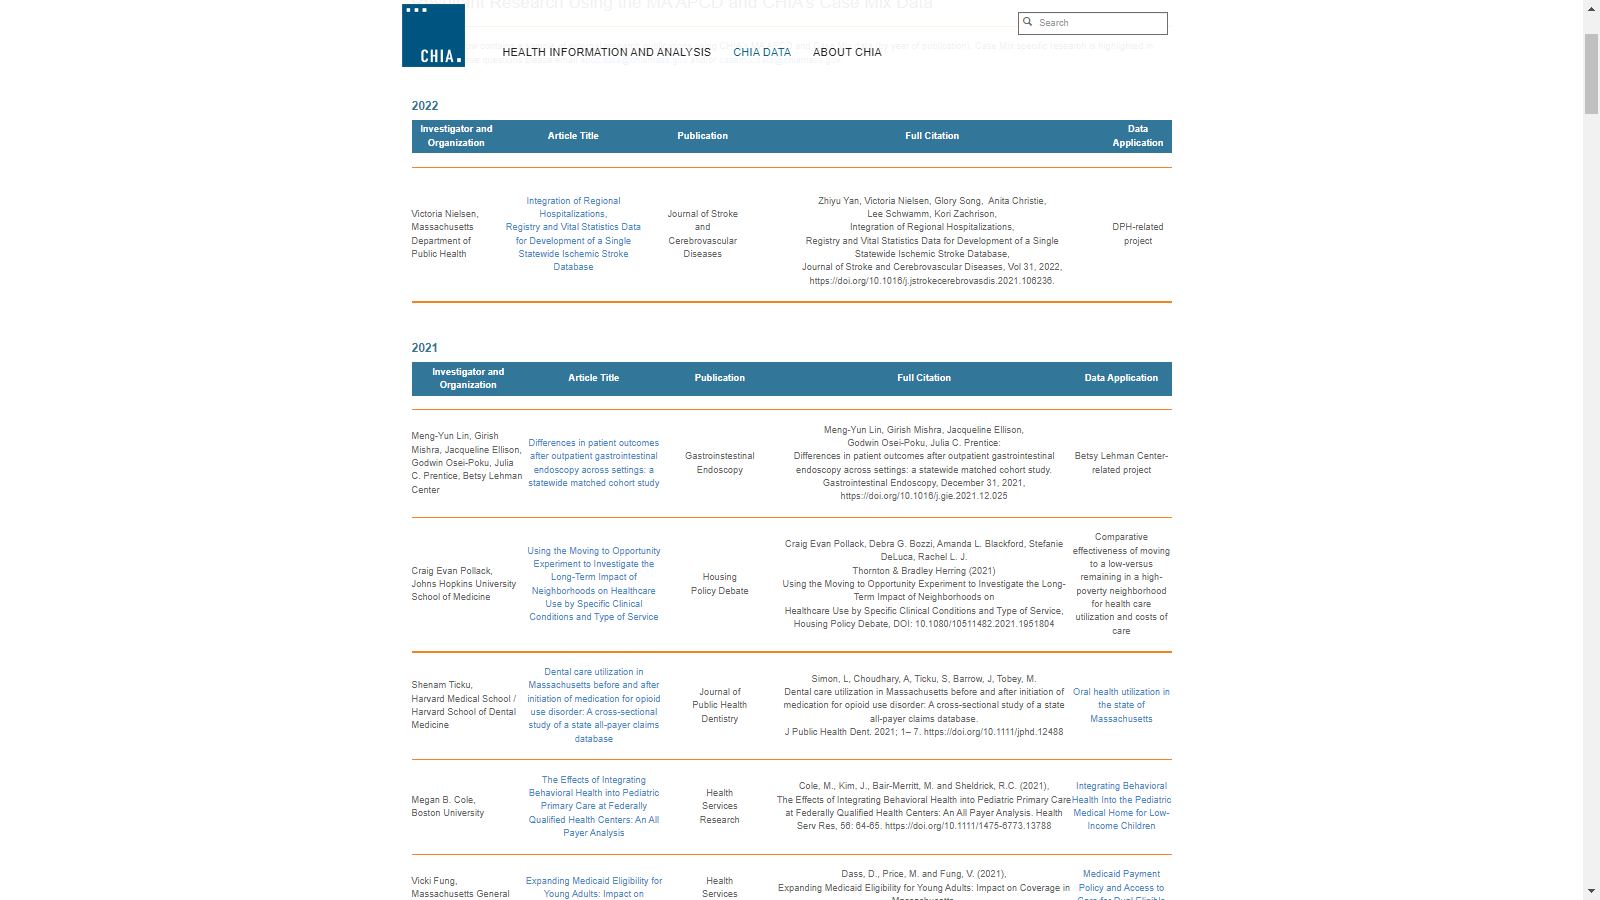 Research Using the MA APCD and CHIA's Case Mix Data
Search
CHIA.
HEALTH INFORMATION AND ANALYSIS
CHIA DATA
ABOUT CHIA
2022
Investigator and
Organization
Article Title
Publication
Full Citation
Data
Application
Victoria Nielsen,
Massachusetts
Department of
Public Health
Integration of Regional
Hospitalizations,
Registry and Vital Statistics Data
for Development of a Single
Statewide Ischemic Stroke
Database
Journal of Stroke
and
Cerebrovascular
Diseases
Zhiyu Yan, Victoria Nielsen, Glory Song, Anita Christie,
Lee Schwamm, Kori Zachrison,
Integration of Regional Hospitalizations,
Registry and Vital Statistics Data for Development of a Single
Statewide Ischemic Stroke Database,
Journal of Stroke and Cerebrovascular Diseases, Vol 31, 2022,
https://doi.org/10.1016/j.jstrokecerebrovasdis.2021.106236.
DPH-related
project
2021
Investigator and
Organization
Article Title
Publication
Full Citation
Data Application
Meng-Yun Lin, Girish
Mishra, Jacqueline Ellison,
Godwin Osei-Poku, Julia
C. Prentice, Betsy Lehman
Center
Differences in patient outcomes
after outpatient gastrointestinal
endoscopy across settings: a
statewide matched cohort study
Gastroinstestinal
Endoscopy
Meng-Yun Lin, Girish Mishra, Jacqueline Ellison,
Godwin Osei-Poku, Julia C. Prentice:
Differences in patient outcomes after outpatient gastrointestinal
endoscopy across settings: a statewide matched cohort study.
Gastrointestinal Endoscopy, December 31, 2021,
https://doi.org/10.1016/j.gie.2021.12.025
Betsy Lehman Center-
related project
Craig Evan Pollack,
Johns Hopkins University
School of Medicine
Using the Moving to Opportunity
Experiment to Investigate the
Long-Term Impact of
Neighborhoods on Healthcare
Use by Specific Clinical
Conditions and Type of Service
Housing
Policy Debate
Craig Evan Pollack, Debra G. Bozzi, Amanda L. Blackford, Stefanie
DeLuca, Rachel L. J.
Thornton & Bradley Herring (2021)
Using the Moving to Opportunity Experiment to Investigate the Long-
Term Impact of Neighborhoods on
Healthcare Use by Specific Clinical Conditions and Type of Service,
Housing Policy Debate, DOI: 10.1080/10511482.2021.1951804
Comparative
effectiveness of moving
to a low-versus
remaining in a high-
poverty neighborhood
for health care
utilization and costs of
care
Shenam Ticku,
Harvard Medical School /
Harvard School of Dental
Medicine
Dental care utilization in
Massachusetts before and after
initiation of medication for opioid
use disorder: A cross-sectional
study of a state all-payer claims
database
Journal of
Public Health
Dentistry
Simon, L, Choudhary, A, Ticku, S, Barrow, J, Tobey, M.
Dental care utilization in Massachusetts before and after initiation of
medication for opioid use disorder: A cross-sectional study of a state
all-payer claims database.
J Public Health Dent. 2021; 1– 7. https://doi.org/10.1111/jphd.12488
Oral health utilization in
the state of
Massachusetts
Megan B. Cole,
Boston University
The Effects of Integrating
Behavioral Health into Pediatric
Primary Care at Federally
Qualified Health Centers: An All
Payer Analysis
Health
Services
Research
Cole, M., Kim, J., Bair-Merritt, M. and Sheldrick, R.C. (2021),
The Effects of Integrating Behavioral Health into Pediatric Primary Care
at Federally Qualified Health Centers: An All Payer Analysis. Health
Serv Res, 56: 64-65. https://doi.org/10.1111/1475-6773.13788
Integrating Behavioral
Health Into the Pediatric
Medical Home for Low-
Income Children
Vicki Fung,
Massachusetts General
Expanding Medicaid Eligibility for
Young Adults: Impact on
Health
Services
Dass, D., Price, M. and Fung, V. (2021),
Expanding Medicaid Eligibility for Young Adults: Impact on Coverage in
Medicaid Payment
Policy and Access to